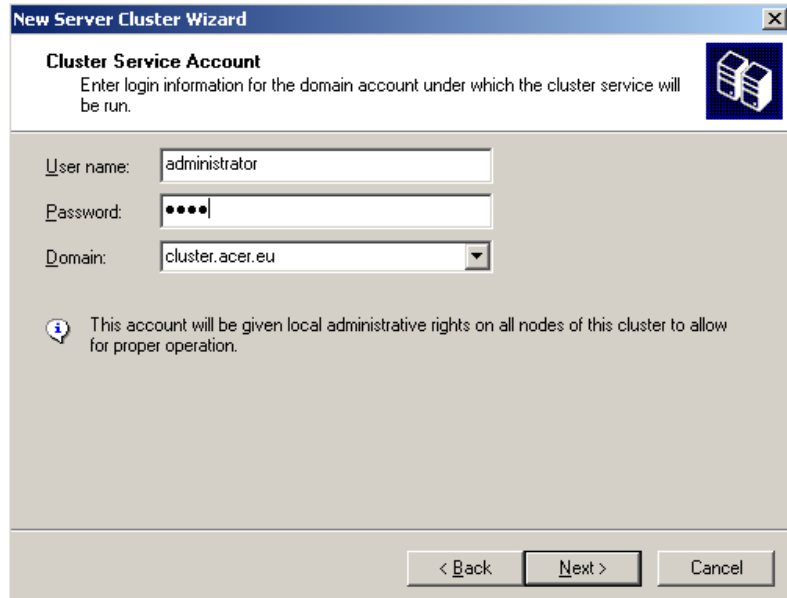 New Server Cluster Wizard
Cluster Service Account
Enter login information for the domain account under which the cluster service will
be run.
User name: administrator
Password: ●●●●
Domain: cluster.acer.eu
This account will be given local administrative rights on all nodes of this cluster to allow
for proper operation.
< Back Next > Cancel